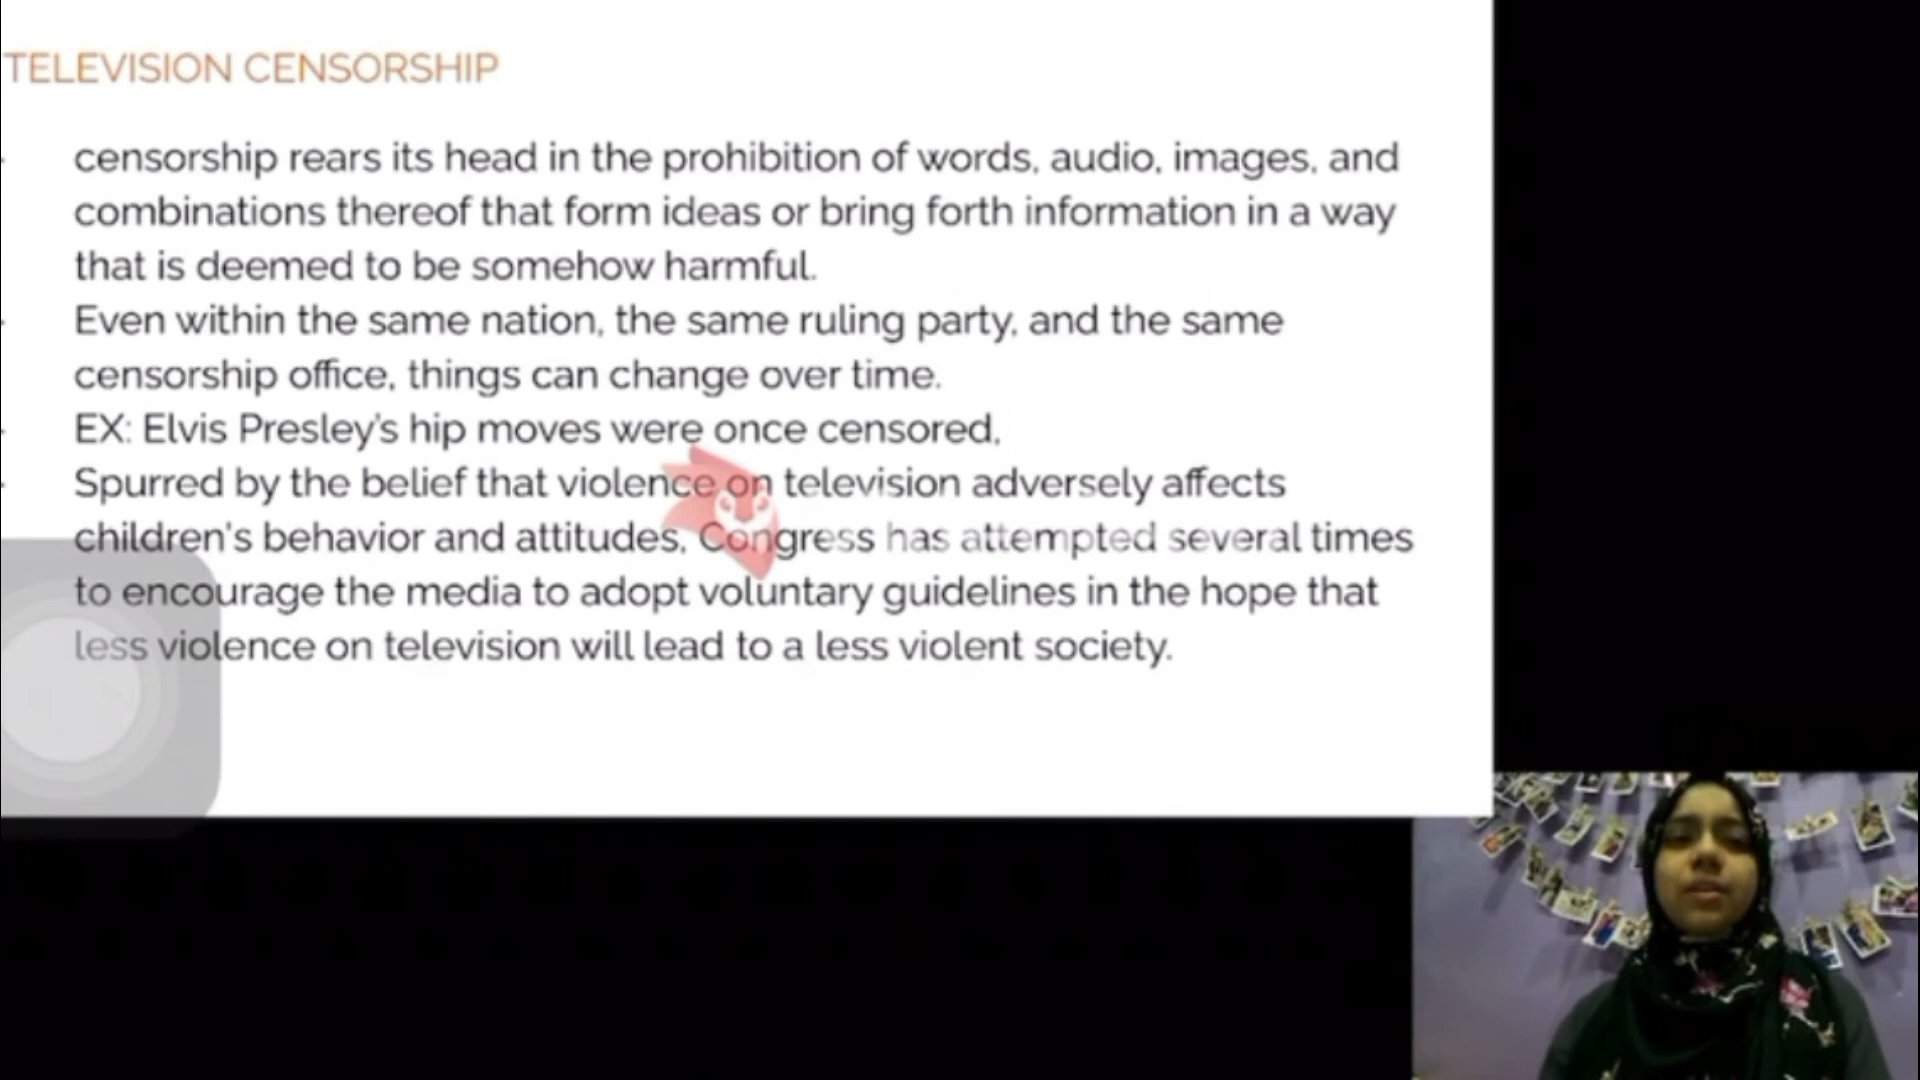 TELEVISION CENSORSHIP
censorship rears its head in the prohibition of words, audio, images, and
combinations thereof that form ideas or bring forth information in a way
that is deemed to be somehow harmful.
Even within the same nation, the same ruling party, and the same
censorship office, things can change over time.
EX: Elvis Presley's hip moves were once censored,
Spurred by the belief that violence on television adversely affects
children's behavior and attitudes, Congress has attempted several times
to encourage the media to adopt voluntary guidelines in the hope that
less violence on television will lead to a less violent society.